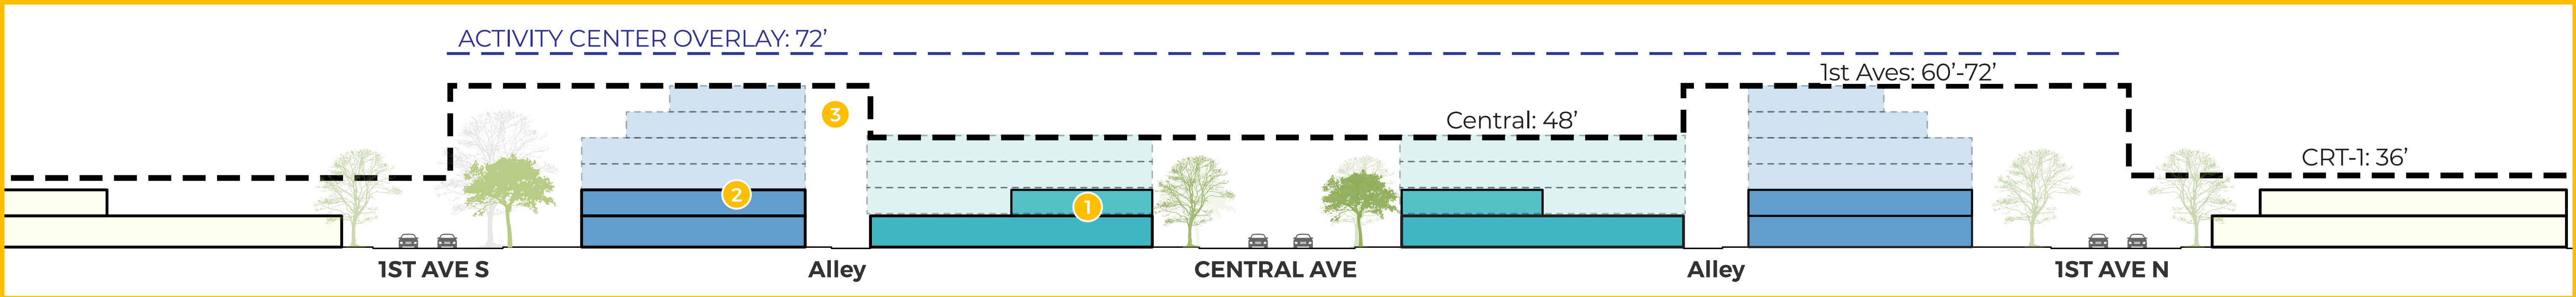 ACTIVITY CENTER OVERLAY: 72’
1st Aves: 60’-72’
3
Central: 48’
CRT-1: 36’
2
1
1ST AVE S
Alley
CENTRAL AVE
Alley
1ST AVE N